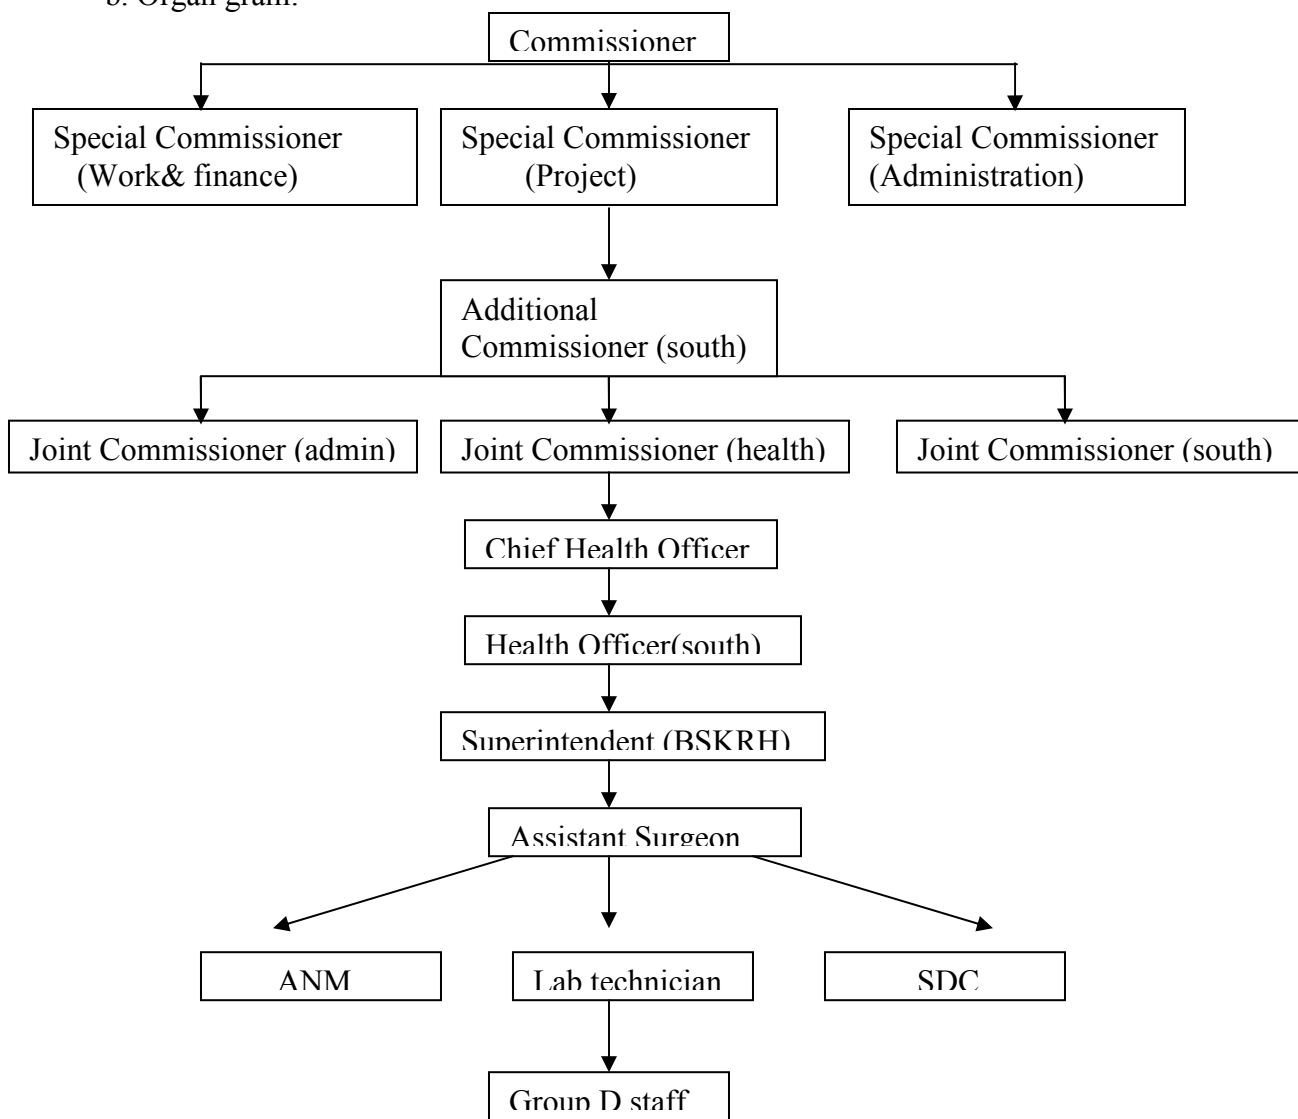 b. Organ gram:
Commissioner
Special Commissioner
(Work& finance)
Special Commissioner
(Project)
Special Commissioner
(Administration)
Additional
Commissioner (south)
Joint Commissioner (admin)
Joint Commissioner (health)
Joint Commissioner (south)
Chief Health Officer
Health Officer(south)
Superintendent (BSKRH)
Assistant Surgeon
ANM
Lab technician
SDC
Group D staff